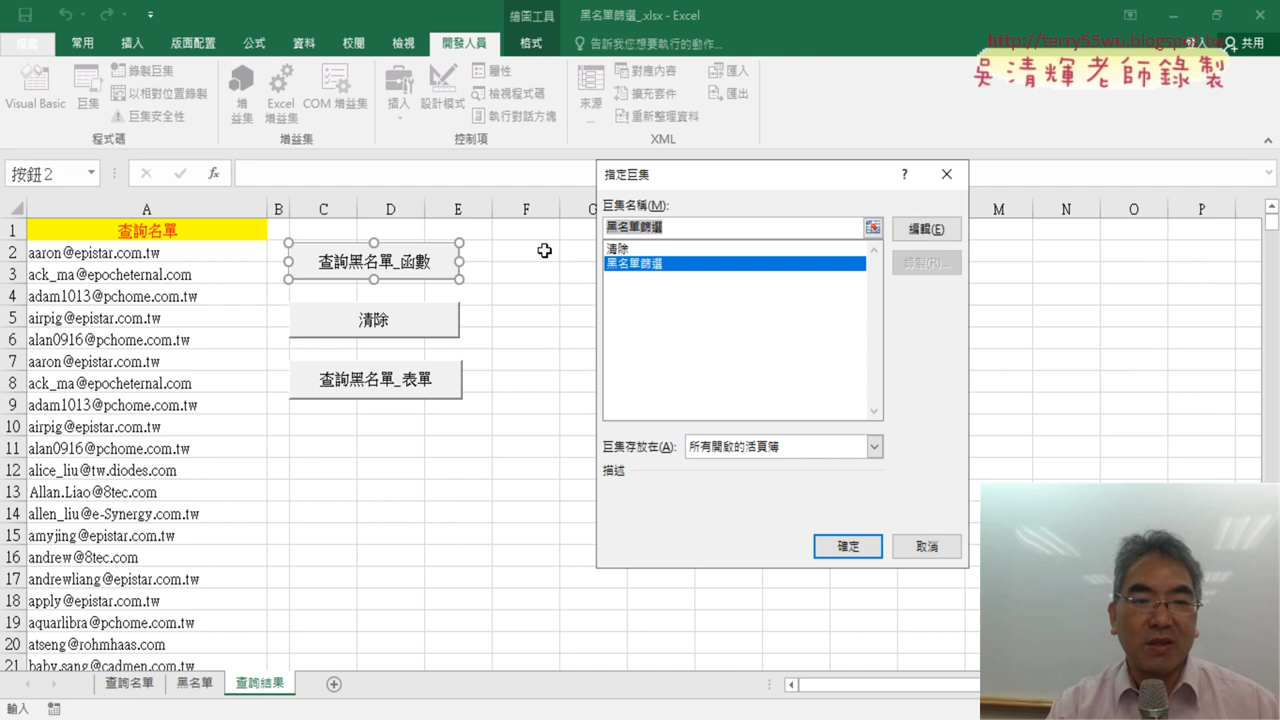 繪圖工具
黑名單篩選_.xlsx - Excel
常用
插入
版面配置
公式
資料
校閱
檢視
開發人員
格式
告訴我您想要執行的動作...
共用
http://terry55wu.blogspot.tw
吳清輝老師錄製
Visual Basic
巨集
錄製巨集
以相對位置錄製
巨集安全性
程式碼
增益集
Excel 增益集
COM 增益集
增益集
插入
設計模式
屬性
檢視程式碼
執行對話方塊
控制項
來源
...
對應內容
擴充套件
重新整理資料
匯入
匯出
XML
按鈕 2
fx
A B C D E F G M N O P
1 查詢名單
2 aaron@epistar.com.tw
3 ack_ma@epocheternal.com
4 adam1013@pchome.com.tw
5 airpig@epistar.com.tw
6 alan0916@pchome.com.tw
7 aaron@epistar.com.tw
8 ack_ma@epocheternal.com
9 adam1013@pchome.com.tw
10 airpig@epistar.com.tw
11 alan0916@pchome.com.tw
12 alice_liu@tw.diodes.com
13 Allan.Liao@8tec.com
14 allen_liu@e-Synergy.com.tw
15 amyjing@epistar.com.tw
16 andrew@8tec.com
17 andrewliang@epistar.com.tw
18 apply@epistar.com.tw
19 aquarlibra@pchome.com.tw
20 atseng@rohmhaas.com
21 baby.sang@cadmen.com.tw
查詢黑名單_函數
清除
查詢黑名單_表單
指定巨集
?
巨集名稱(M):
黑名單篩選
清除
黑名單篩選
編輯(E)
錄製(R)...
巨集存放在(A):
所有開啟的活頁簿
描述
確定
取消
查詢名單
黑名單
查詢結果
輸入